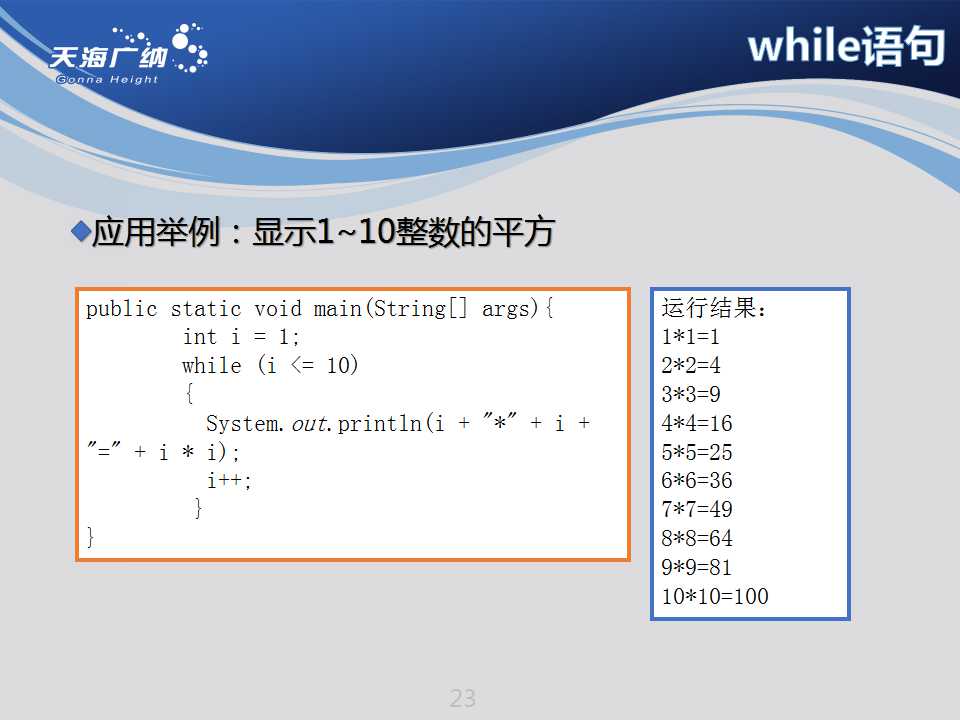 天海广纳
Gonna Height
while语句
应用举例：显示1~10整数的平方
public static void main(String[] args){
int i = 1;
while (i <= 10)
{
System.out.println(i + "*" + i +
"=" + i * i);
i++;
}
}
运行结果：
1*1=1
2*2=4
3*3=9
4*4=16
5*5=25
6*6=36
7*7=49
8*8=64
9*9=81
10*10=100
23